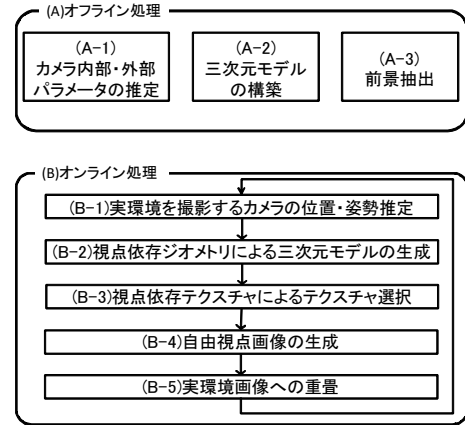 (A)オフライン処理
(A-1)
カメラ内部・外部
パラメータの推定
(A-2)
三次元モデル
の構築
(A-3)
前景抽出
(B)オンライン処理
(B-1)実環境を撮影するカメラの位置・姿勢推定
(B-2)視点依存ジオメトリによる三次元モデルの生成
(B-3)視点依存テクスチャによるテクスチャ選択
(B-4)自由視点画像の生成
(B-5)実環境画像への重畳